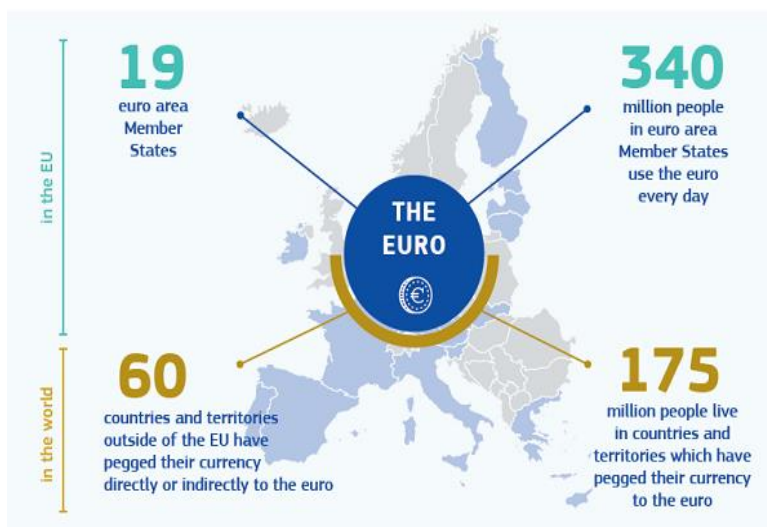 in the EU
19
euro area
Member
States
340
million people
in euro area
Member States
use the euro
every day
THE
EURO
€
in the world
60
countries and territories
outside of the EU have
pegged their currency
directly or indirectly to the euro
175
million people live
in countries and
territories which have
pegged their currency
to the euro